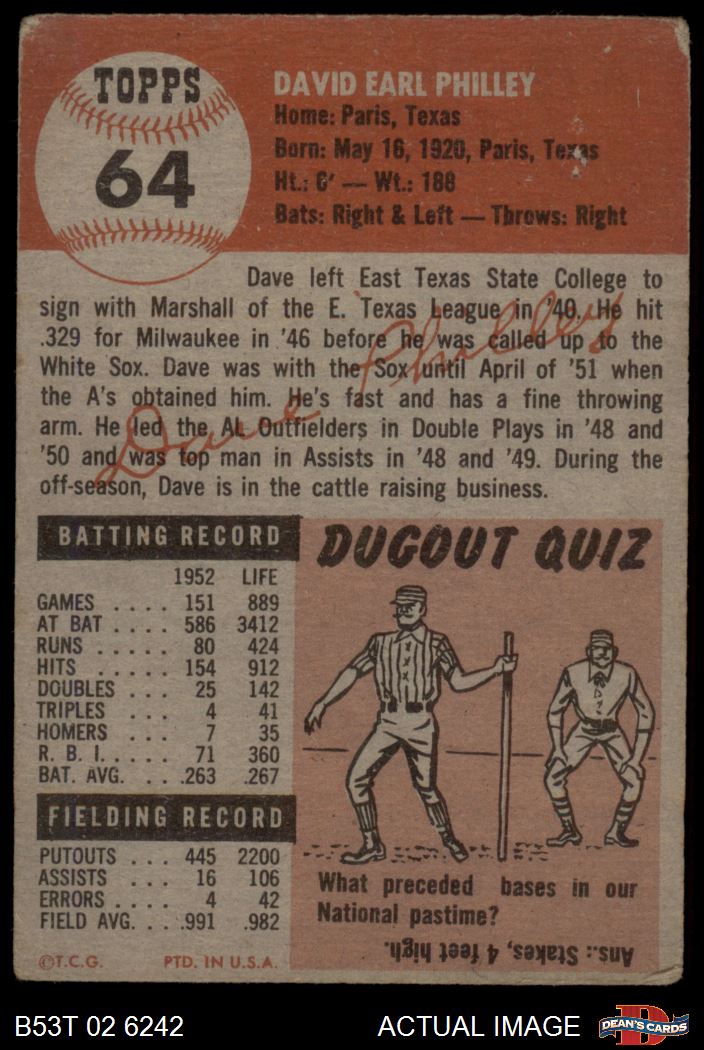 TOPPS
64
DAVID EARL PHILLEY
Home: Paris, Texas
Born: May 16, 1920, Paris, Texas
Ht.: 6' — Wt.: 188
Bats: Right & Left — Throws: Right
Dave left East Texas State College to
sign with Marshall of the E. Texas League in '40. He hit
.329 for Milwaukee in '46 before he was called up to the
White Sox. Dave was with the Sox until April of '51 when
the A's obtained him. He's fast and has a fine throwing
arm. He led the AL Outfielders in Double Plays in '48 and
'50 and was top man in Assists in '48 and '49. During the
off-season, Dave is in the cattle raising business.
Dave Philley
BATTING RECORD
1952 LIFE
GAMES .... 151 889
AT BAT .... 586 3412
RUNS ..... 80 424
HITS ..... 154 912
DOUBLES ... 25 142
TRIPLES ... 4 41
HOMERS ... 7 35
R. B. I. ..... 71 360
BAT. AVG. ... .263 .267
FIELDING RECORD
PUTOUTS ... 445 2200
ASSISTS ... 16 106
ERRORS .... 4 42
FIELD AVG. ... .991 .982
©T.C.G. PTD. IN U.S.A.
DUGOUT QUIZ
What preceded bases in our
National pastime?
Ans.: Stakes, 4 feet high.
B53T 02 6242 ACTUAL IMAGE
D
DEAN'S CARDS